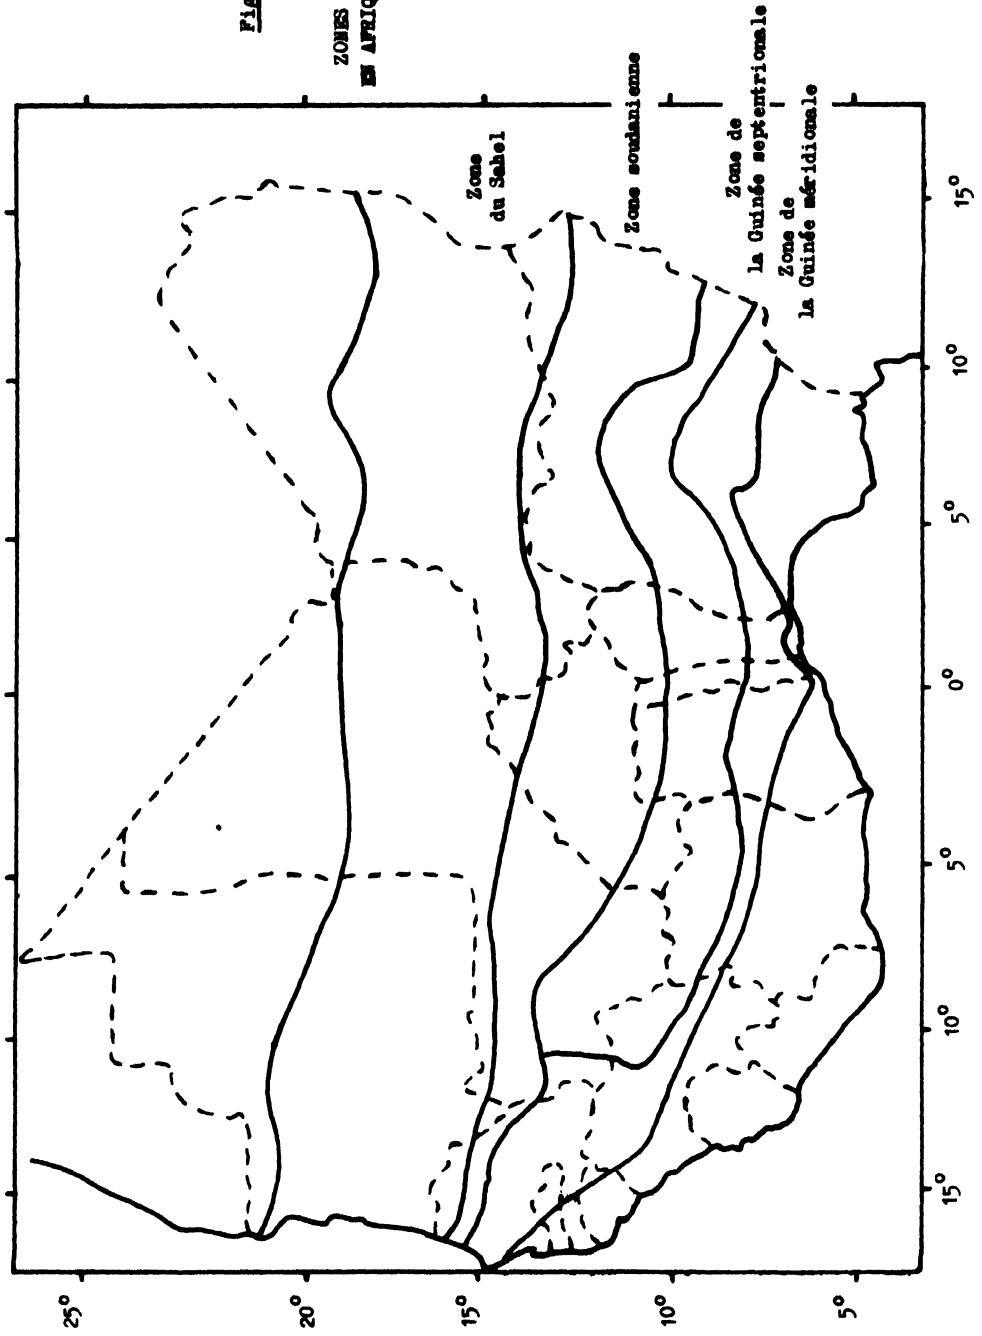 Fig
ZONES
EN AFRIQ
Zone
du Sahel
Zone soudanienne
Zone de
la Guinée septentrionale
Zone de
la Guinée méridionale
25°
20°
15°
10°
5°
15°
10°
5°
0°
5°
10°
15°